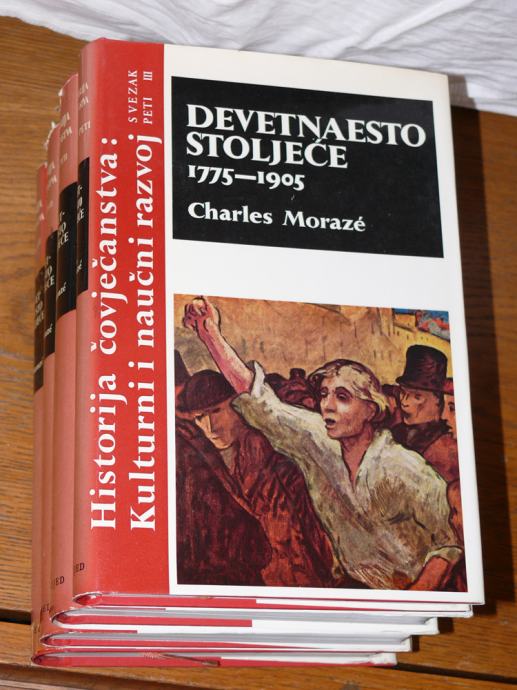 Historija čovječanstva:
Kulturni i naučni razvoj
SVEZAK
PETI III
DEVETNAESTO
STOLJEĆE
1775—1905
Charles Morazé